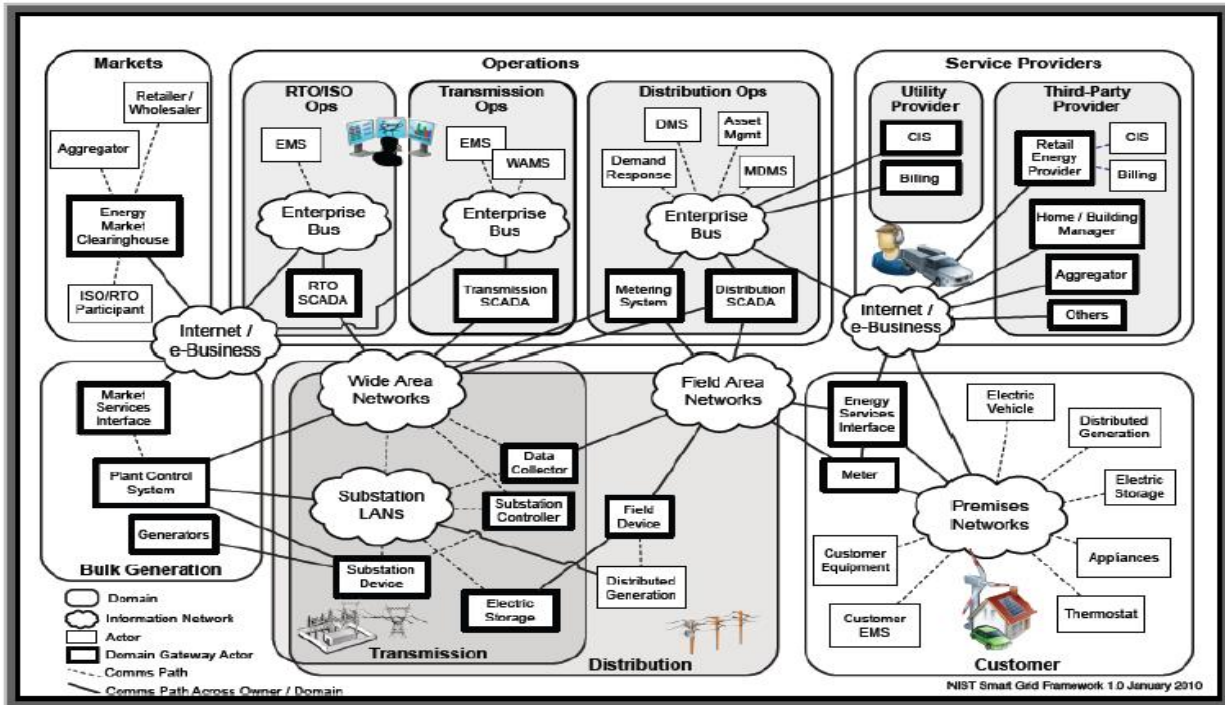 Markets
Retailer /
Wholesaler
Aggregator
Energy
Market
Clearinghouse
ISO/RTO
Participant
Internet /
e-Business
Operations
RTO/ISO
Ops
EMS
Enterprise
Bus
RTO
SCADA
Transmission
Ops
EMS
WAMS
Enterprise
Bus
Transmission
SCADA
Distribution Ops
DMS
Asset
Mgmt
Demand
Response
MDMS
Enterprise
Bus
Metering
System
Distribution
SCADA
Service Providers
Utility
Provider
CIS
Billing
Third-Party
Provider
Retail
Energy
Provider
CIS
Billing
Home / Building
Manager
Aggregator
Others
Internet /
e-Business
Market
Services
Interface
Plant Control
System
Generators
Bulk Generation
Wide Area
Networks
Field Area
Networks
Data
Collector
Substation
LANs
Substation
Controller
Field
Device
Substation
Device
Electric
Storage
Distributed
Generation
Transmission
Distribution
Energy
Services
Interface
Meter
Electric
Vehicle
Distributed
Generation
Electric
Storage
Premises
Networks
Appliances
Customer
Equipment
Thermostat
Customer
EMS
Customer
Domain
Information Network
Actor
Domain Gateway Actor
Comms Path
Comms Path Across Owner / Domain
NIST Smart Grid Framework 1.0 January 2010